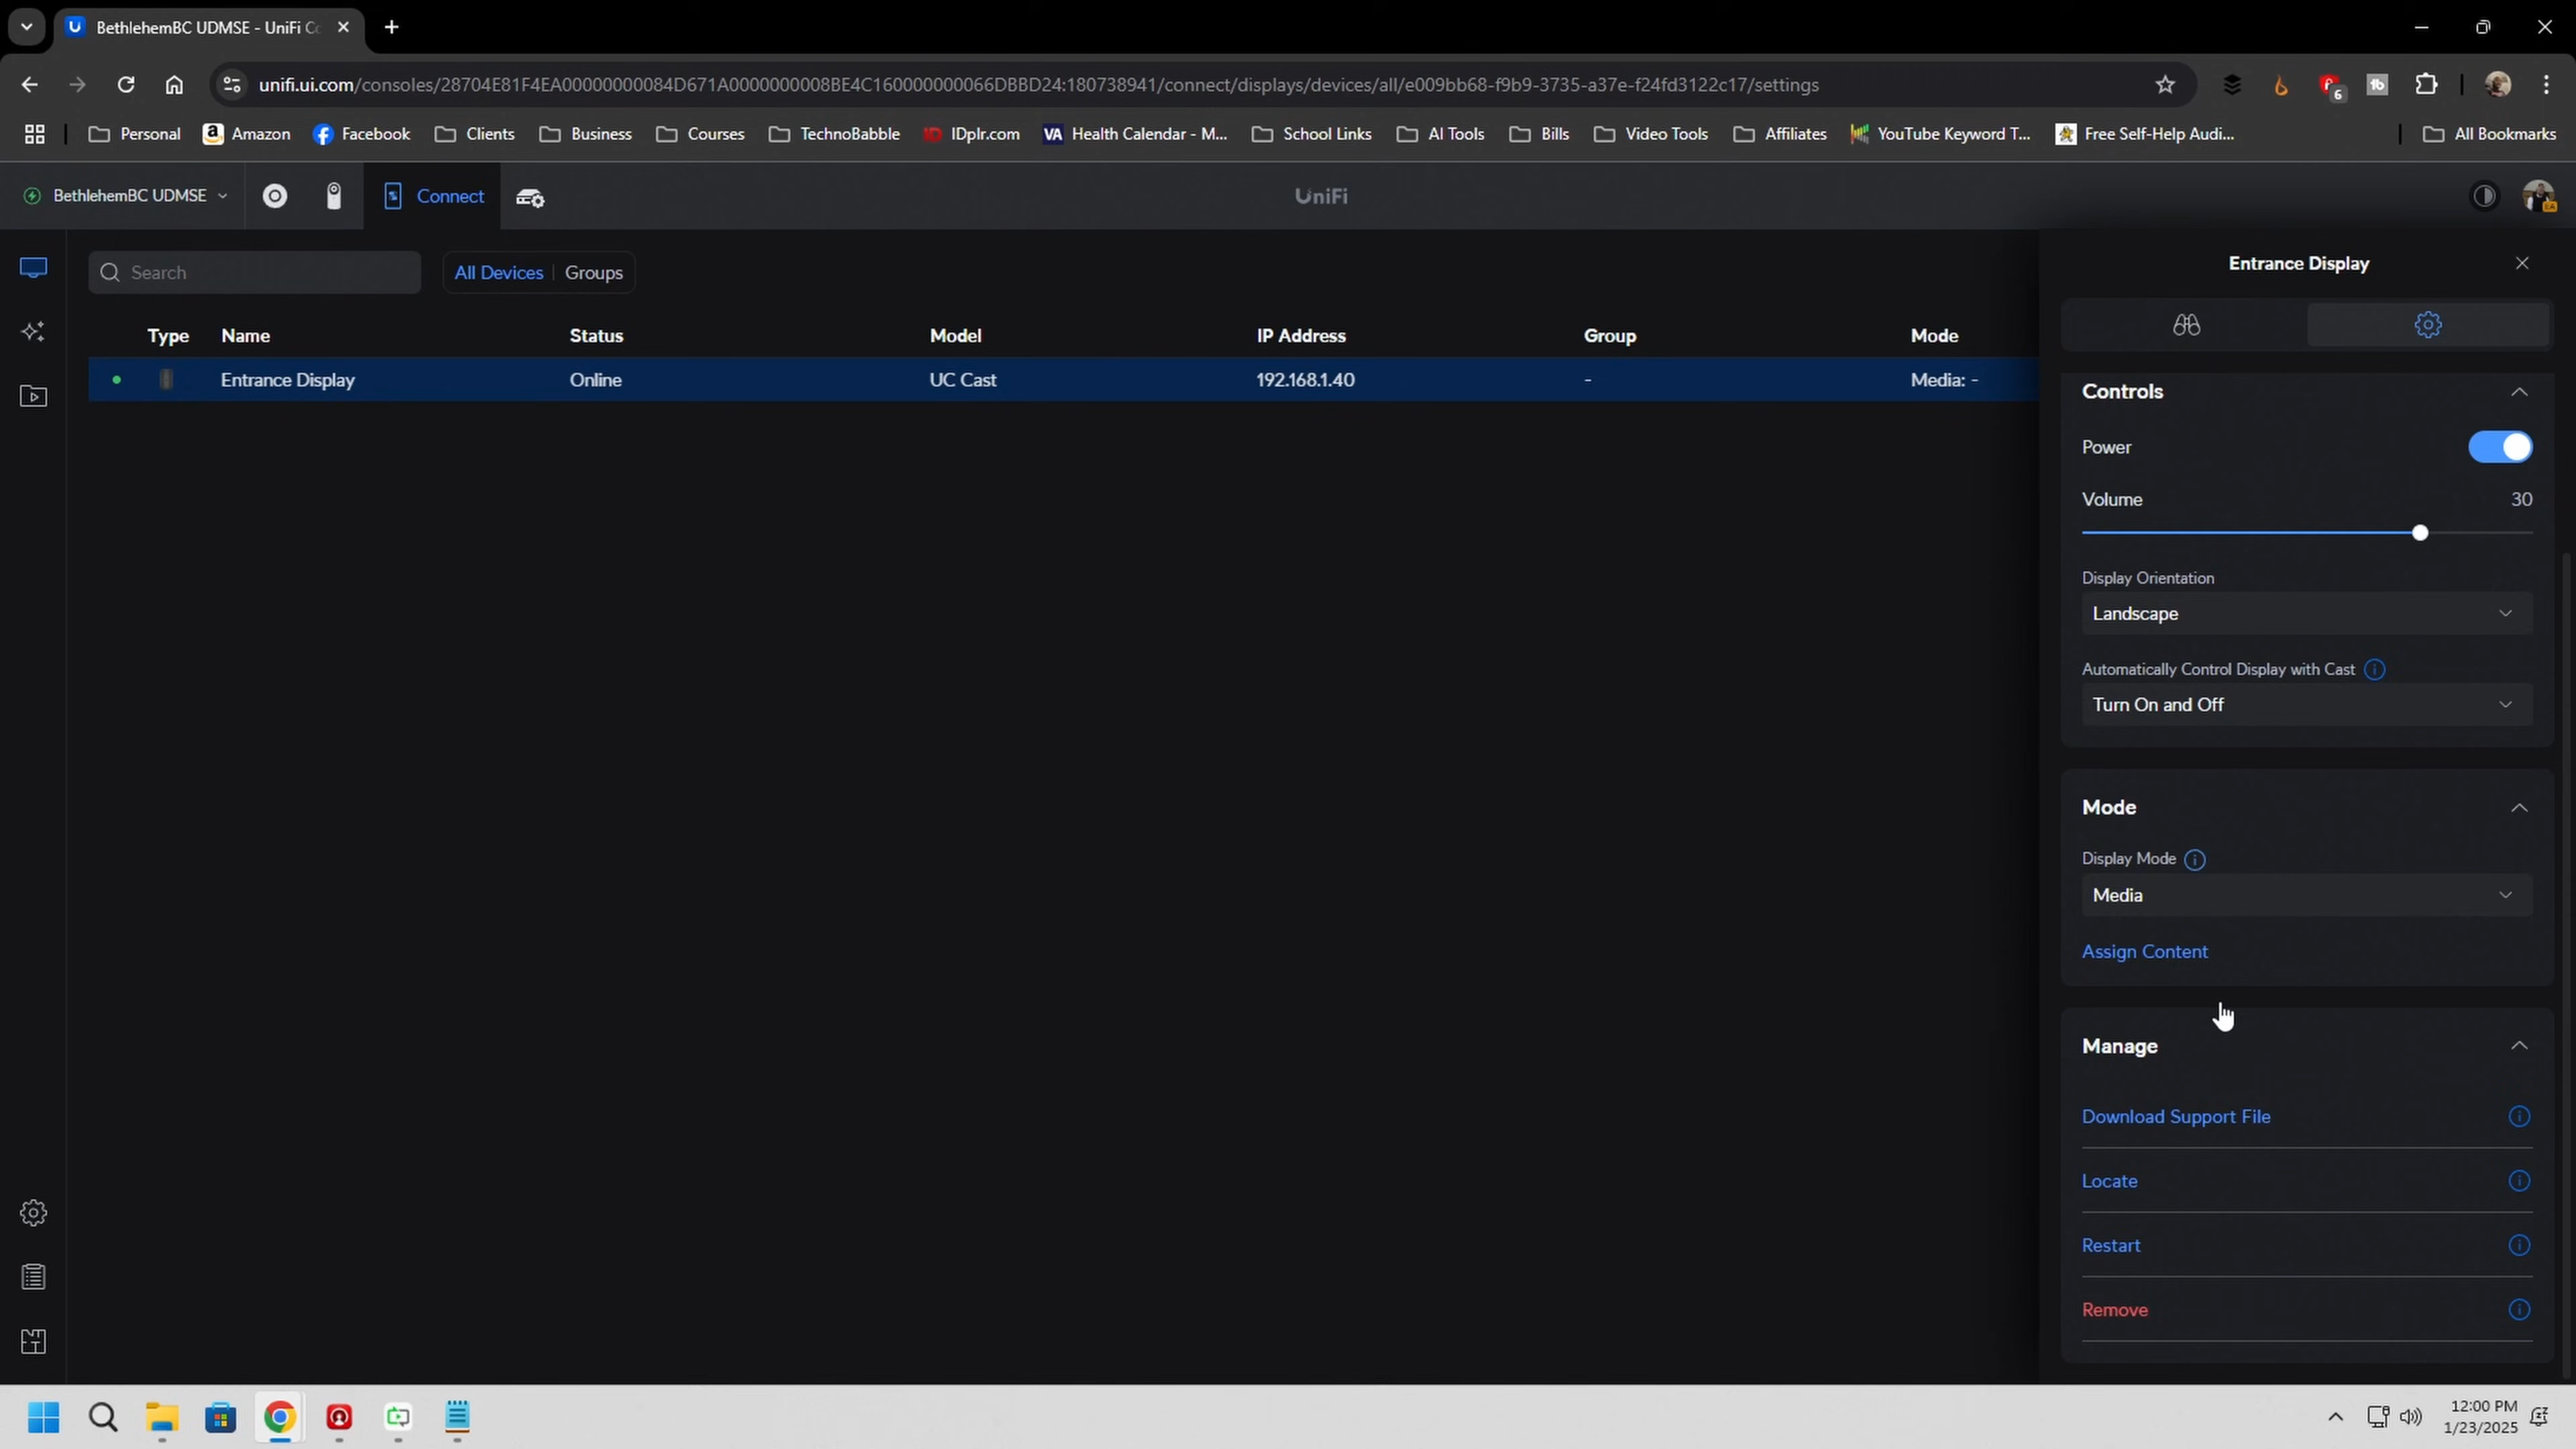 BethlehemBC UDMSE - UniFi Co
unifi.ui.com/consoles/28704E81F4EA00000000084D671A0000000008BE4C160000000066DBBD24:180738941/connect/displays/devices/all/e009bb68-f9b9-3735-a37e-f24fd3122c17/settings
6
tb
Personal
Amazon
Facebook
Clients
Business
Courses
TechnoBabble
IDplr.com
VA Health Calendar - M...
School Links
AI Tools
Bills
Video Tools
Affiliates
YouTube Keyword T...
Free Self-Help Audi...
All Bookmarks
BethlehemBC UDMSE
Connect
UniFi
EA
Search
All Devices | Groups
Type Name Status Model IP Address Group Mode
Entrance Display Online UC Cast 192.168.1.40 - Media: -
Entrance Display
Controls
Power
Volume 30
Display Orientation
Landscape
Automatically Control Display with Cast
Turn On and Off
Mode
Display Mode
Media
Assign Content
Manage
Download Support File
Locate
Restart
Remove
12:00 PM
1/23/2025